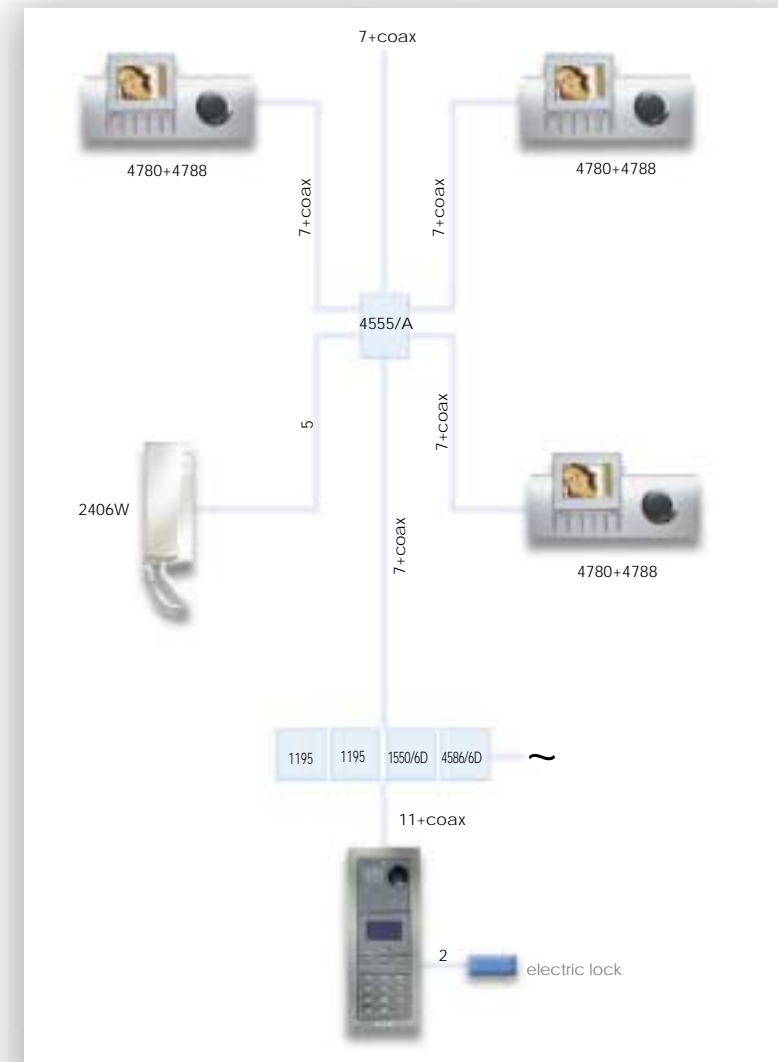 7+coax
4780+4788
4780+4788
7+coax
7+coax
4555/A
5
7+coax
2406W
7+coax
4780+4788
1195
1195
1550/6D
4586/6D
~
11+coax
2
electric lock